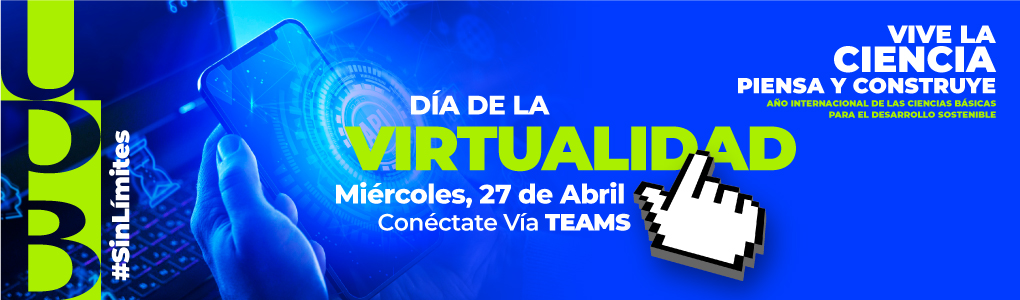 UDB
#SinLímites
DÍA DE LA
VIRTUALIDAD
Miércoles, 27 de Abril
Conéctate Vía TEAMS
VIVE LA
CIENCIA
PIENSA Y CONSTRUYE
AÑO INTERNACIONAL DE LAS CIENCIAS BÁSICAS
PARA EL DESARROLLO SOSTENIBLE